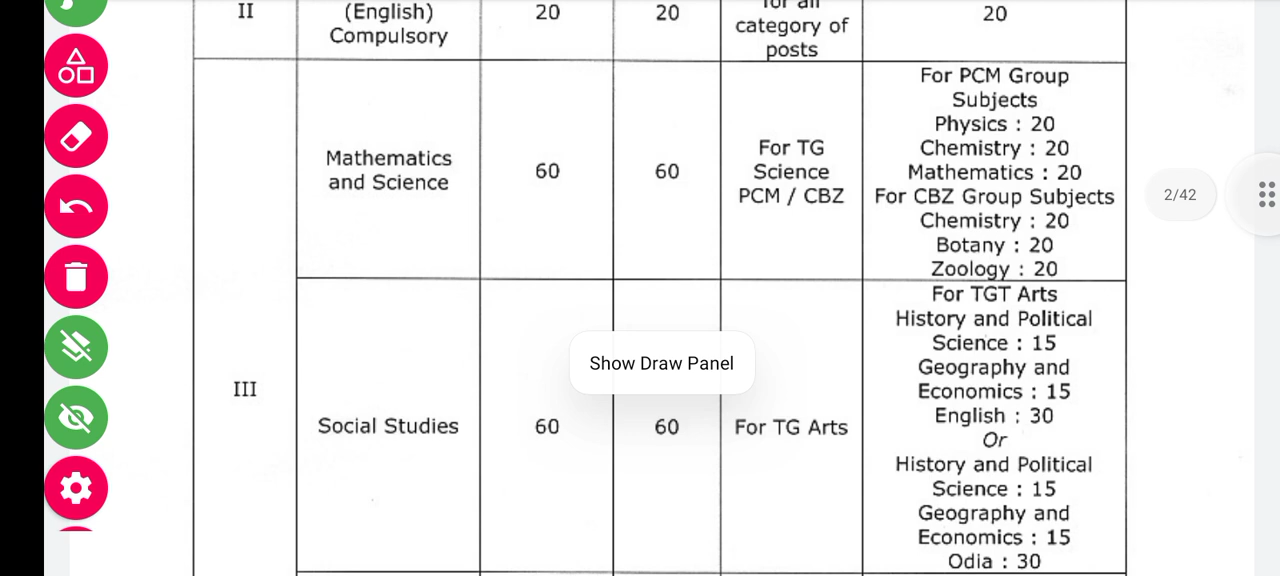 II
(English)
Compulsory
20
20
for all
category of
posts
20
III
Mathematics
and Science
60
60
For TG
Science
PCM / CBZ
For PCM Group
Subjects
Physics : 20
Chemistry : 20
Mathematics : 20
For CBZ Group Subjects
Chemistry : 20
Botany : 20
Zoology : 20
Social Studies
60
60
For TG Arts
For TGT Arts
History and Political
Science : 15
Geography and
Economics : 15
English : 30
Or
History and Political
Science : 15
Geography and
Economics : 15
Odia : 30
Show Draw Panel
2/42